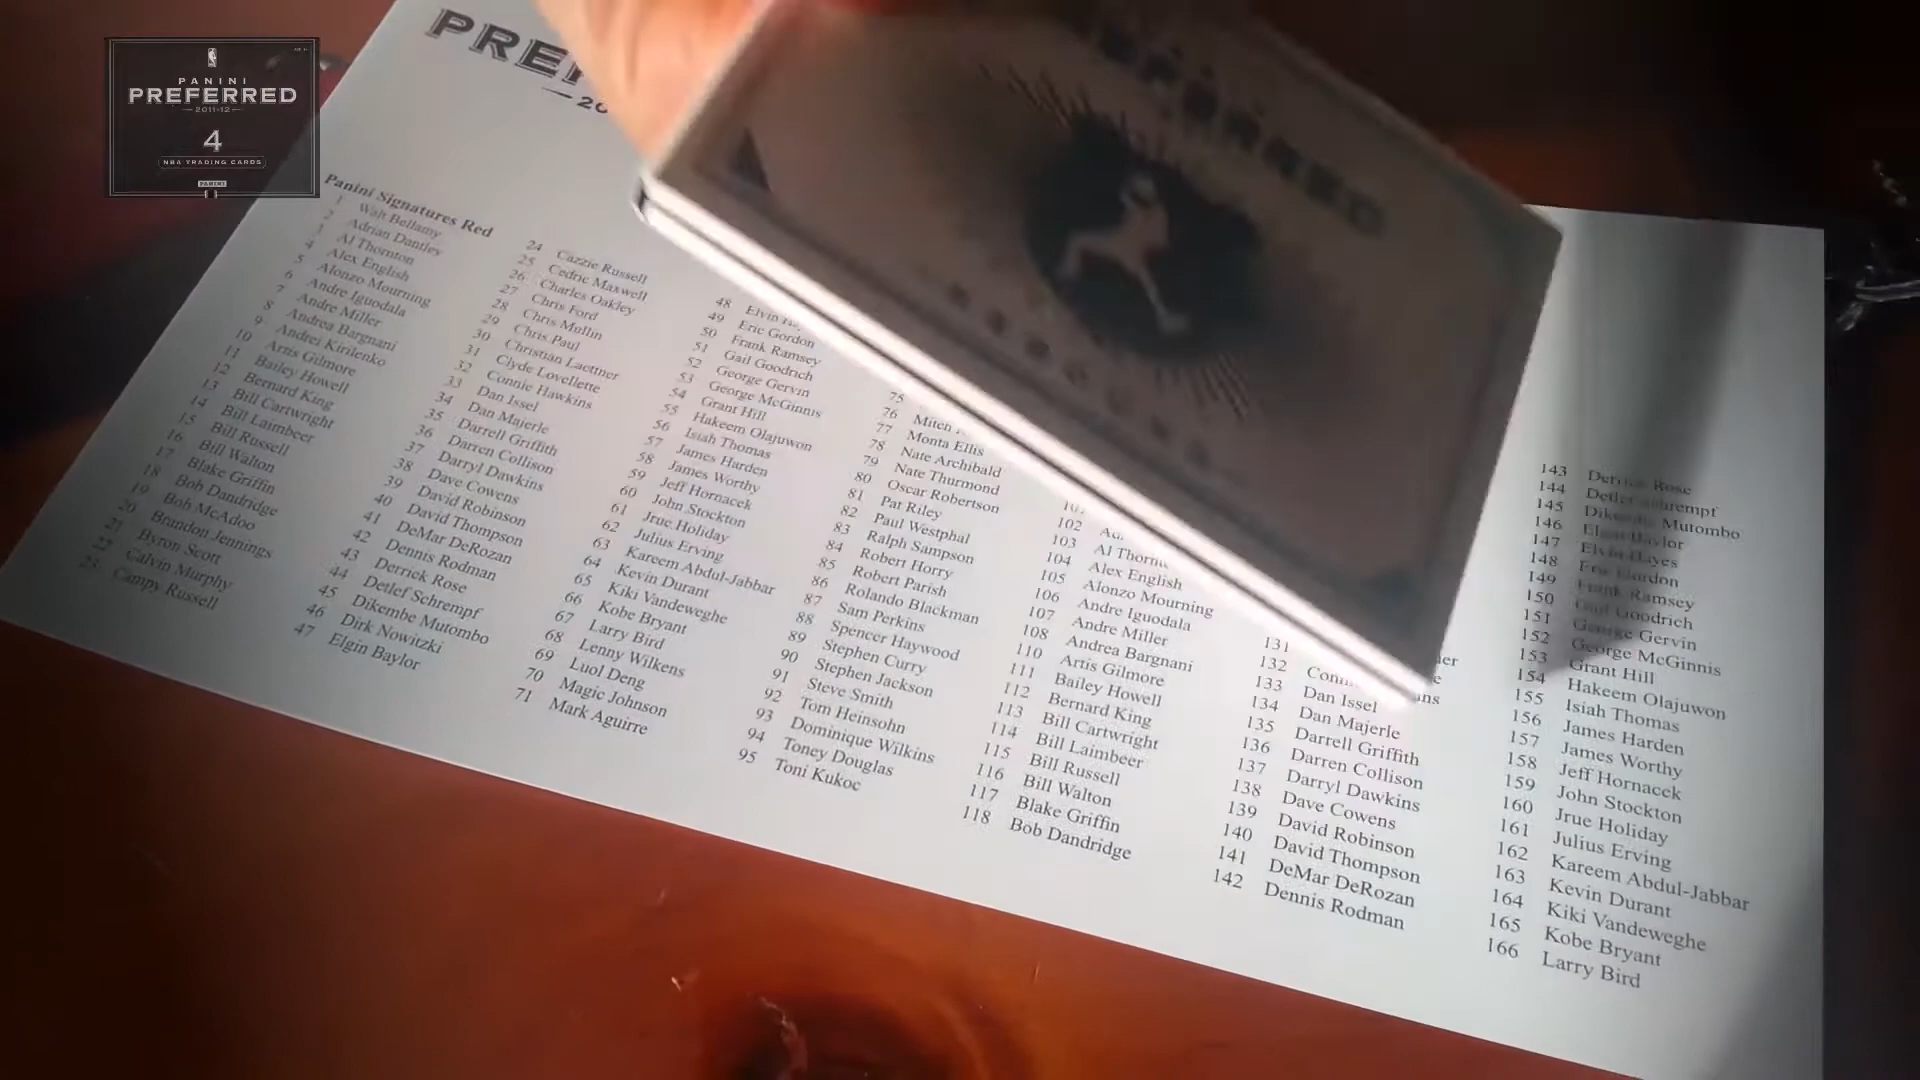 PANINI
PREFERRED
2011-12
4
NBA TRADING CARDS
PANINI
Panini Signatures Red
1 Walt Bellamy
2 Adrian Dantley
3 Al Thornton
4 Alex English
5 Alonzo Mourning
6 Andre Iguodala
7 Andre Miller
8 Andrea Bargnani
9 Andrei Kirilenko
10 Artis Gilmore
11 Bailey Howell
12 Bernard King
13 Bill Cartwright
14 Bill Laimbeer
15 Bill Russell
16 Bill Walton
17 Blake Griffin
18 Bob Dandridge
19 Bob McAdoo
20 Brandon Jennings
21 Byron Scott
22 Calvin Murphy
23 Campy Russell
24 Cazzie Russell
25 Cedric Maxwell
26 Charles Oakley
27 Chris Ford
28 Chris Mullin
29 Chris Paul
30 Christian Laettner
31 Clyde Lovellette
32 Connie Hawkins
33 Dan Issel
34 Dan Majerle
35 Darrell Griffith
36 Darren Collison
37 Darryl Dawkins
38 Dave Cowens
39 David Robinson
40 David Thompson
41 DeMar DeRozan
42 Dennis Rodman
43 Derrick Rose
44 Detlef Schrempf
45 Dikembe Mutombo
46 Dirk Nowitzki
47 Elgin Baylor
48 Elvin
49 Eric Gordon
50 Frank Ramsey
51 Gail Goodrich
52 George Gervin
53 George McGinnis
54 Grant Hill
55 Hakeem Olajuwon
56 Isiah Thomas
57 James Harden
58 James Worthy
59 Jeff Hornacek
60 John Stockton
61 Jrue Holiday
62 Julius Erving
63 Kareem Abdul-Jabbar
64 Kevin Durant
65 Kiki Vandeweghe
66 Kobe Bryant
67 Larry Bird
68 Lenny Wilkens
69 Luol Deng
70 Magic Johnson
71 Mark Aguirre
75
76 Mitch
77 Monta Ellis
78 Nate Archibald
79 Nate Thurmond
80 Oscar Robertson
81 Pat Riley
82 Paul Westphal
83 Ralph Sampson
84 Robert Horry
85 Robert Parish
86 Rolando Blackman
87 Sam Perkins
88 Spencer Haywood
89 Stephen Curry
90 Stephen Jackson
91 Steve Smith
92 Tom Heinsohn
93 Dominique Wilkins
94 Toney Douglas
95 Toni Kukoc
102
103 Al
104 Alex English
105 Alonzo Mourning
106 Andre Iguodala
107 Andre Miller
108 Andrea Bargnani
110 Artis Gilmore
111 Bailey Howell
112 Bernard King
113 Bill Cartwright
114 Bill Laimbeer
115 Bill Russell
116 Bill Walton
117 Blake Griffin
118 Bob Dandridge
131
132
133 Dan Issel
134 Dan Majerle
135 Darrell Griffith
136 Darren Collison
137 Darryl Dawkins
138 Dave Cowens
139 David Robinson
140 David Thompson
141 DeMar DeRozan
142 Dennis Rodman
143 Derrick Rose
144 Detlef Schrempf
145 Dikembe Mutombo
146 Elgin Baylor
147 Elvin Hayes
148 Eric Gordon
149 Frank Ramsey
150 Gail Goodrich
151 George Gervin
152 George McGinnis
153 Grant Hill
154 Hakeem Olajuwon
155 Isiah Thomas
156 James Harden
157 James Worthy
158 Jeff Hornacek
159 John Stockton
160 Jrue Holiday
161 Julius Erving
162 Kareem Abdul-Jabbar
163 Kevin Durant
164 Kiki Vandeweghe
165 Kobe Bryant
166 Larry Bird